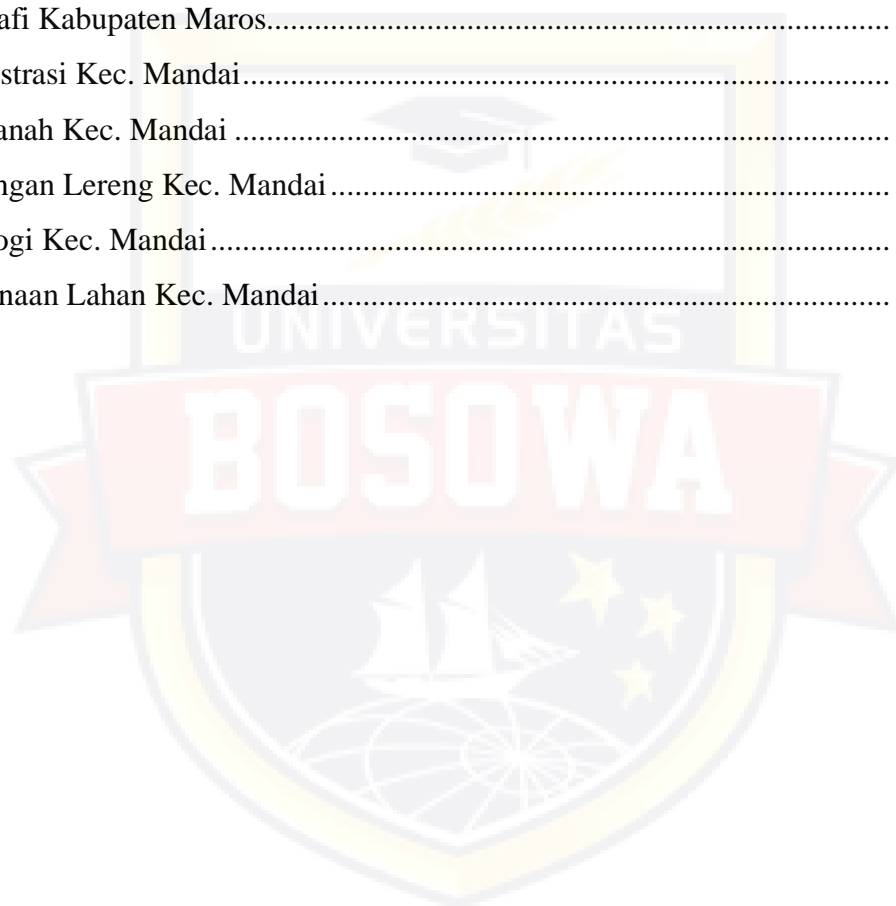 afi Kabupaten Maros......................................................................................
strasi Kec. Mandai.........................................................................................
anah Kec. Mandai ..........................................................................................
ngan Lereng Kec. Mandai..............................................................................
ogi Kec. Mandai.............................................................................................
naan Lahan Kec. Mandai...............................................................................
UNIVERSITAS
BOSOWA